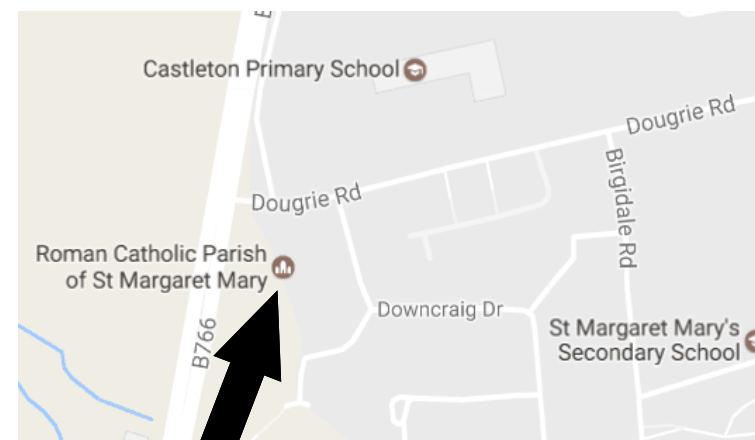 Castleton Primary School
Dougrie Rd
Dougrie Rd
Birgidale Rd
Roman Catholic Parish
of St Margaret Mary
Downcraig Dr
B766
St Margaret Mary's
Secondary School